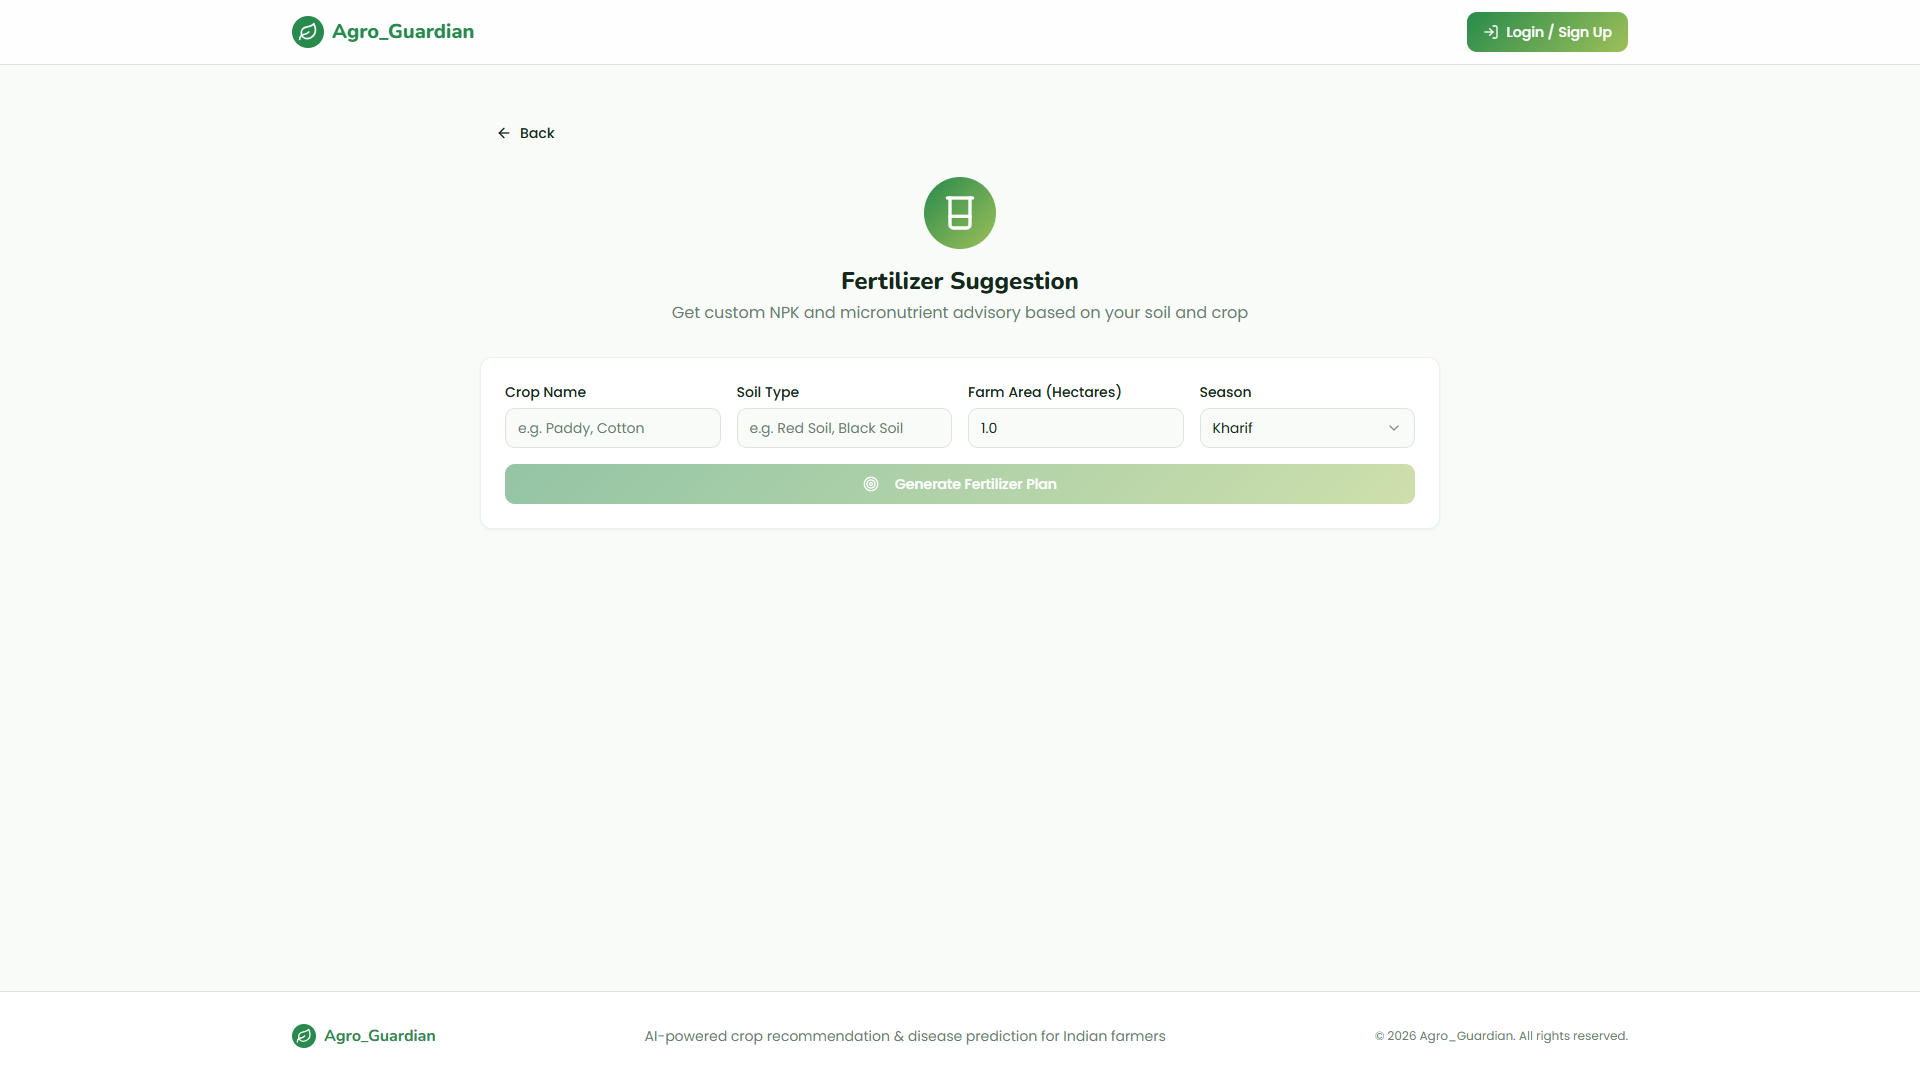 Agro_Guardian
Login / Sign Up
Back
Fertilizer Suggestion
Get custom NPK and micronutrient advisory based on your soil and crop
Crop Name
Soil Type
Farm Area (Hectares)
Season
e.g. Paddy, Cotton
e.g. Red Soil, Black Soil
1.0
Kharif
Generate Fertilizer Plan
Agro_Guardian
AI-powered crop recommendation & disease prediction for Indian farmers
© 2026 Agro_Guardian. All rights reserved.